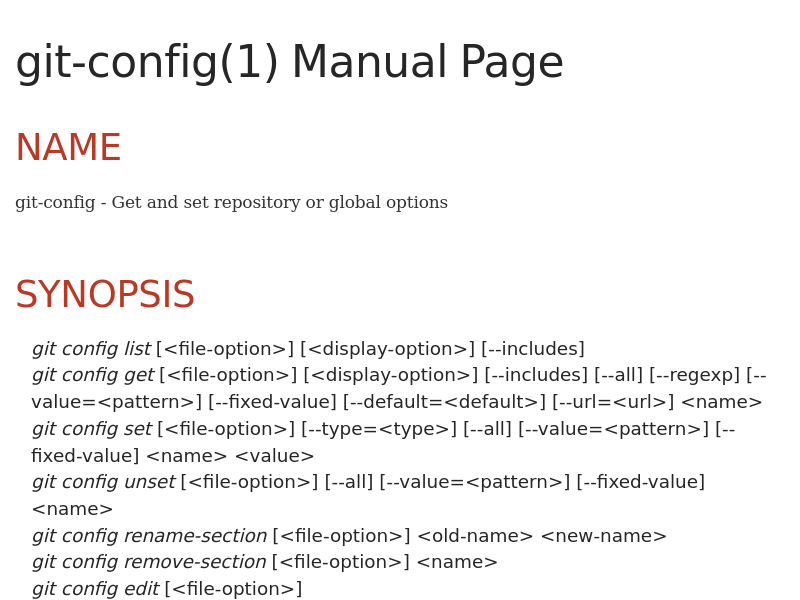 git-config(1) Manual Page
NAME
git-config - Get and set repository or global options
SYNOPSIS
git config list [<file-option>] [<display-option>] [--includes]
git config get [<file-option>] [<display-option>] [--includes] [--all] [--regexp] [--
value=<pattern>] [--fixed-value] [--default=<default>] [--url=<url>] <name>
git config set [<file-option>] [--type=<type>] [--all] [--value=<pattern>] [--
fixed-value] <name> <value>
git config unset [<file-option>] [--all] [--value=<pattern>] [--fixed-value]
<name>
git config rename-section [<file-option>] <old-name> <new-name>
git config remove-section [<file-option>] <name>
git config edit [<file-option>]